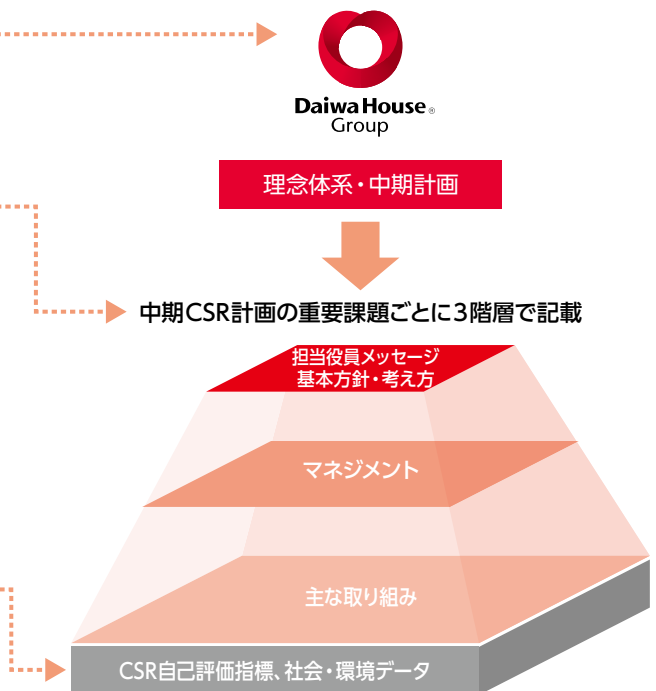 Daiwa House®
Group
理念体系・中期計画
中期CSR計画の重要課題ごとに3階層で記載
担当役員メッセージ
基本方針・考え方
マネジメント
主な取り組み
CSR自己評価指標、社会・環境データ